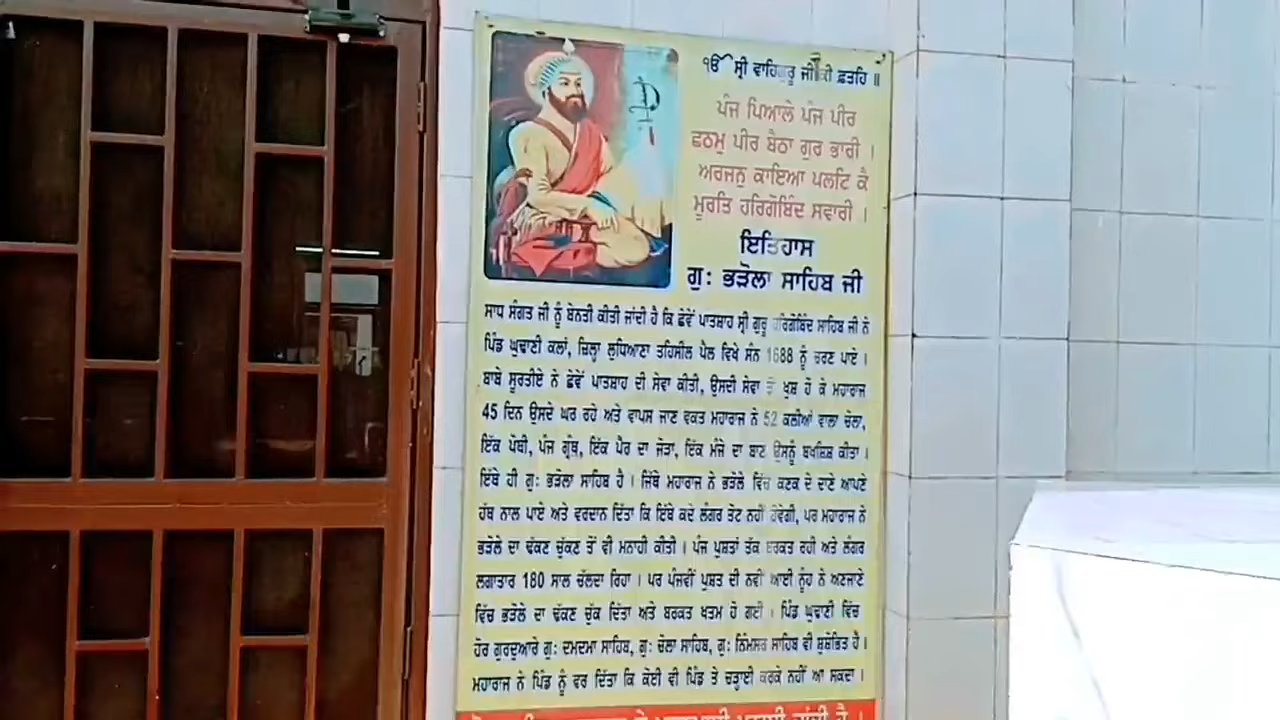 ੴ ਸ੍ਰੀ ਵਾਹਿਗੁਰੂ ਜੀ ਕੀ ਫ਼ਤਹਿ ॥
ਪੰਜ ਪਿਆਲੇ ਪੰਜ ਪੀਰ
ਛਠਮੁ ਪੀਰ ਬੈਠਾ ਗੁਰ ਭਾਰੀ ।
ਅਰਜਨੁ ਕਾਇਆ ਪਲਟਿ ਕੈ
ਮੂਰਤਿ ਹਰਿਗੋਬਿੰਦ ਸਵਾਰੀ ।
ਇਤਿਹਾਸ
ਗੁ: ਭੜੋਲਾ ਸਾਹਿਬ ਜੀ
ਸਾਧ ਸੰਗਤ ਜੀ ਨੂੰ ਬੇਨਤੀ ਕੀਤੀ ਜਾਂਦੀ ਹੈ ਕਿ ਛੇਵੇਂ ਪਾਤਸ਼ਾਹ ਸ੍ਰੀ ਗੁਰੂ ਹਰਿਗੋਬਿੰਦ ਸਾਹਿਬ ਜੀ ਨੇ
ਪਿੰਡ ਘੁਢਾਣੀ ਕਲਾਂ, ਜ਼ਿਲ੍ਹਾ ਲੁਧਿਆਣਾ ਤਹਿਸੀਲ ਪੈਲ ਵਿਖੇ ਸੰਨ 1688 ਨੂੰ ਚਰਣ ਪਾਏ ।
ਬਾਬੇ ਸੂਰਤੀਏ ਨੇ ਛੇਵੇਂ ਪਾਤਸ਼ਾਹ ਦੀ ਸੇਵਾ ਕੀਤੀ, ਉਸਦੀ ਸੇਵਾ ਤੋਂ ਖੁਸ਼ ਹੋ ਕੇ ਮਹਾਰਾਜ
45 ਦਿਨ ਉਸਦੇ ਘਰ ਰਹੇ ਅਤੇ ਵਾਪਸ ਜਾਣ ਵਕਤ ਮਹਾਰਾਜ ਨੇ 52 ਕਲੀਆਂ ਵਾਲਾ ਚੋਲਾ,
ਇੱਕ ਪੋਥੀ, ਪੰਜ ਗ੍ਰੰਥ, ਇੱਕ ਪੈਰ ਦਾ ਜੋੜਾ, ਇੱਕ ਮੰਜੇ ਦਾ ਬਾਣ ਉਸਨੂੰ ਬਖਸ਼ਿਸ਼ ਕੀਤਾ ।
ਇੱਥੇ ਹੀ ਗੁ: ਭੜੋਲਾ ਸਾਹਿਬ ਹੈ । ਜਿੱਥੇ ਮਹਾਰਾਜ ਨੇ ਭੜੋਲੇ ਵਿੱਚ ਕਣਕ ਦੇ ਦਾਣੇ ਆਪਣੇ
ਹੱਥ ਨਾਲ ਪਾਏ ਅਤੇ ਵਰਦਾਨ ਦਿੱਤਾ ਕਿ ਇੱਥੇ ਕਦੇ ਲੰਗਰ ਤੋਟ ਨਹੀਂ ਹੋਵੇਗੀ, ਪਰ ਮਹਾਰਾਜ ਨੇ
ਭੜੋਲੇ ਦਾ ਢੱਕਣ ਚੁੱਕਣ ਤੋਂ ਵੀ ਮਨਾਹੀ ਕੀਤੀ । ਪੰਜ ਪੁਸ਼ਤਾਂ ਤੱਕ ਬਰਕਤ ਰਹੀ ਅਤੇ ਲੰਗਰ
ਲਗਾਤਾਰ 180 ਸਾਲ ਚੱਲਦਾ ਰਿਹਾ । ਪਰ ਪੰਜਵੀਂ ਪੁਸ਼ਤ ਦੀ ਨਵੀਂ ਆਈ ਨੂੰਹ ਨੇ ਅਣਜਾਣੇ
ਵਿੱਚ ਭੜੋਲੇ ਦਾ ਢੱਕਣ ਚੁੱਕ ਦਿੱਤਾ ਅਤੇ ਬਰਕਤ ਖਤਮ ਹੋ ਗਈ । ਪਿੰਡ ਘੁਢਾਣੀ ਵਿੱਚ
ਹੋਰ ਗੁਰਦੁਆਰੇ ਗੁ: ਦਮਦਮਾ ਸਾਹਿਬ, ਗੁ: ਚੋਲਾ ਸਾਹਿਬ, ਗੁ: ਨਿੰਮਸਰ ਸਾਹਿਬ ਵੀ ਸੁਸ਼ੋਭਿਤ ਹੈ ।
ਮਹਾਰਾਜ ਨੇ ਪਿੰਡ ਨੂੰ ਵਰ ਦਿੱਤਾ ਕਿ ਕੋਈ ਵੀ ਪਿੰਡ ਤੇ ਚੜ੍ਹਾਈ ਕਰਕੇ ਨਹੀਂ ਆ ਸਕਦਾ ।